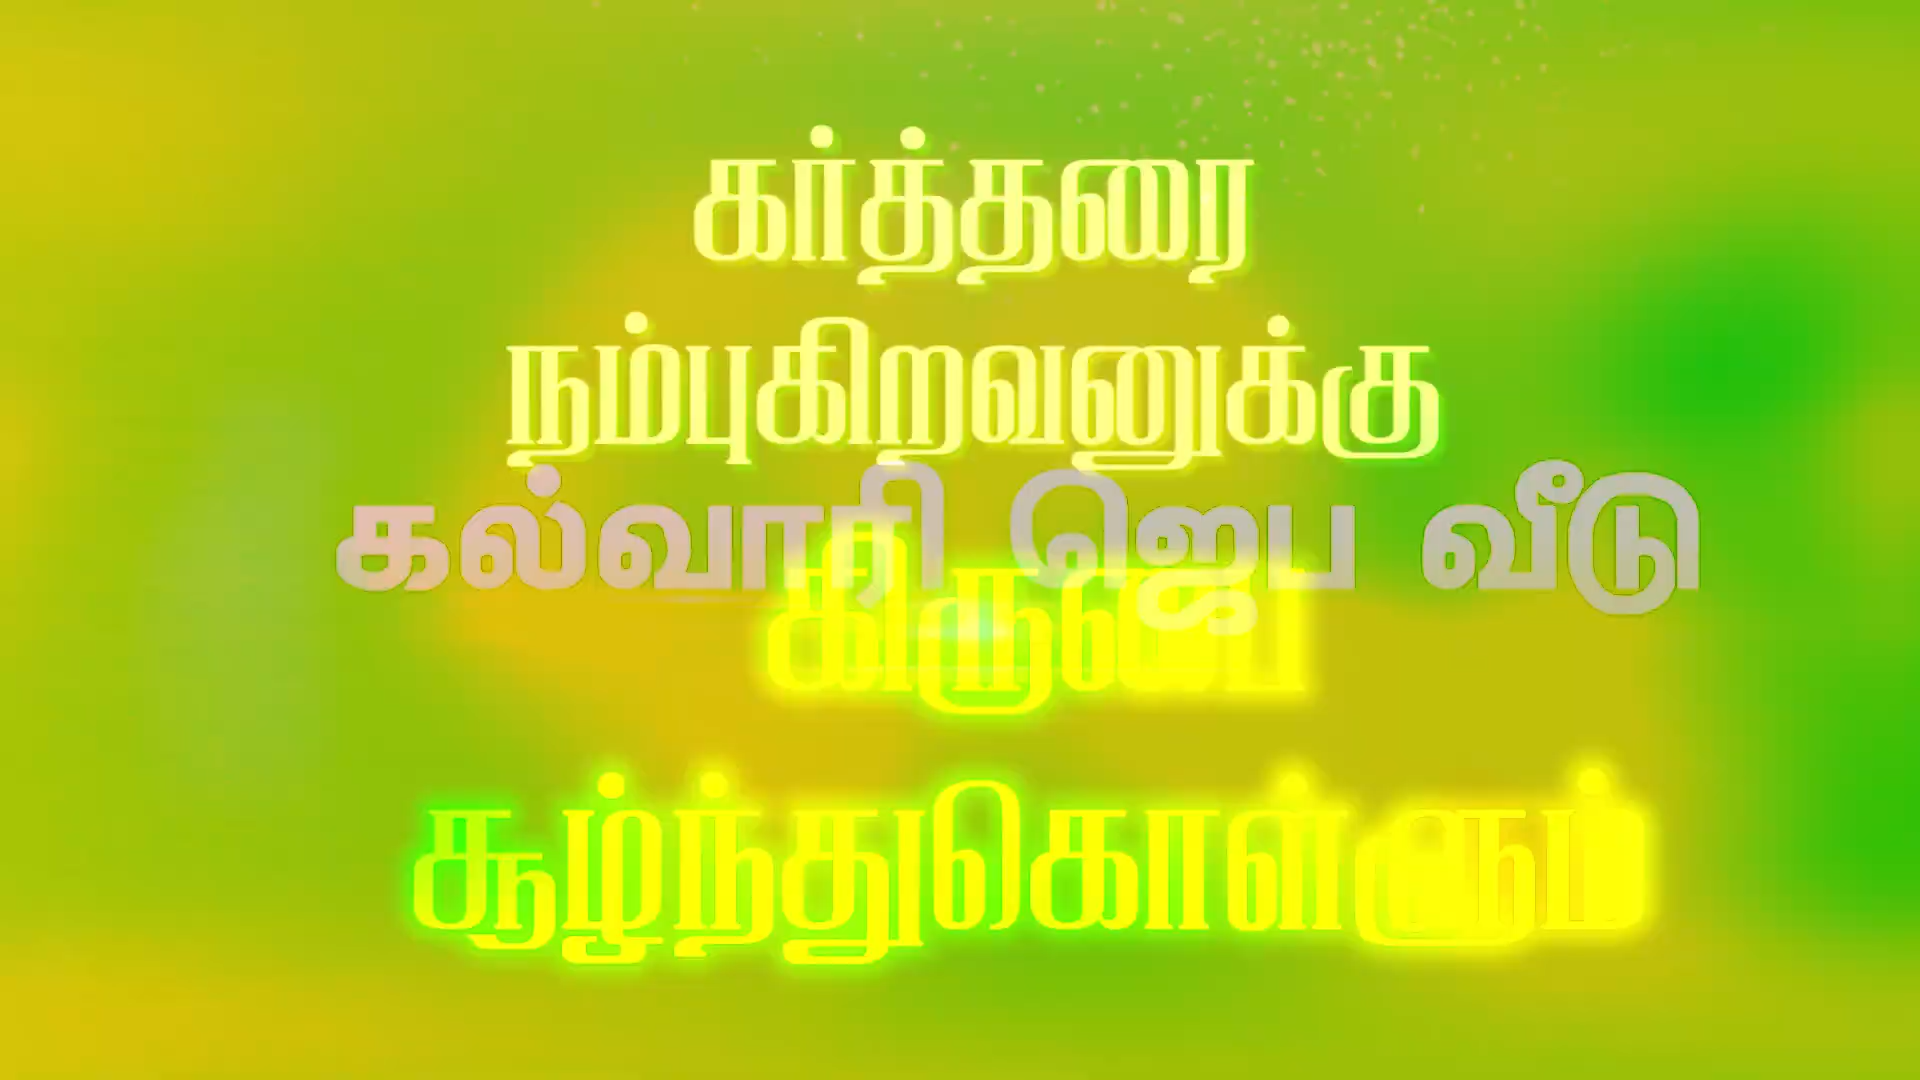 கர்த்தரை
நம்புகிறவனுக்கு
கல்வாரி ஜெப வீடு
கிருபை
சூழ்ந்துகொள்ளும்